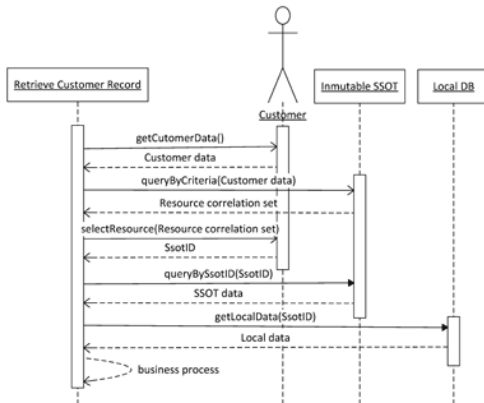 Retrieve Customer Record
Customer
Inmutable SSOT
Local DB
getCutomerData()
Customer data
queryByCriteria(Customer data)
Resource correlation set
selectResource(Resource correlation set)
SsotID
queryBySsotID(SsotID)
SSOT data
getLocalData(SsotID)
Local data
business process